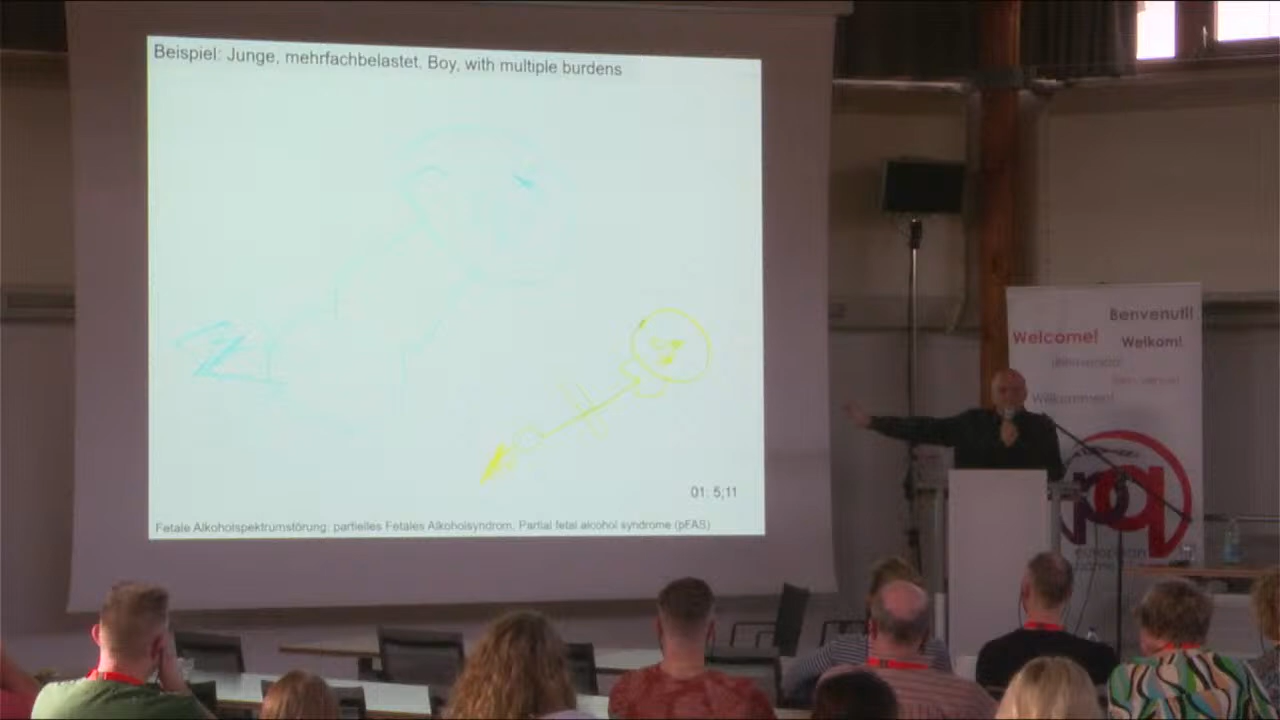 Beispiel: Junge, mehrfachbelastet. Boy, with multiple burdens
01: 5;11
Fetale Alkoholspektrumstörung: partielles Fetales Alkoholsyndrom. Partial fetal alcohol syndrome (pFAS)
Benvenuti!
Welcome!
Welkom!
Willkommen!